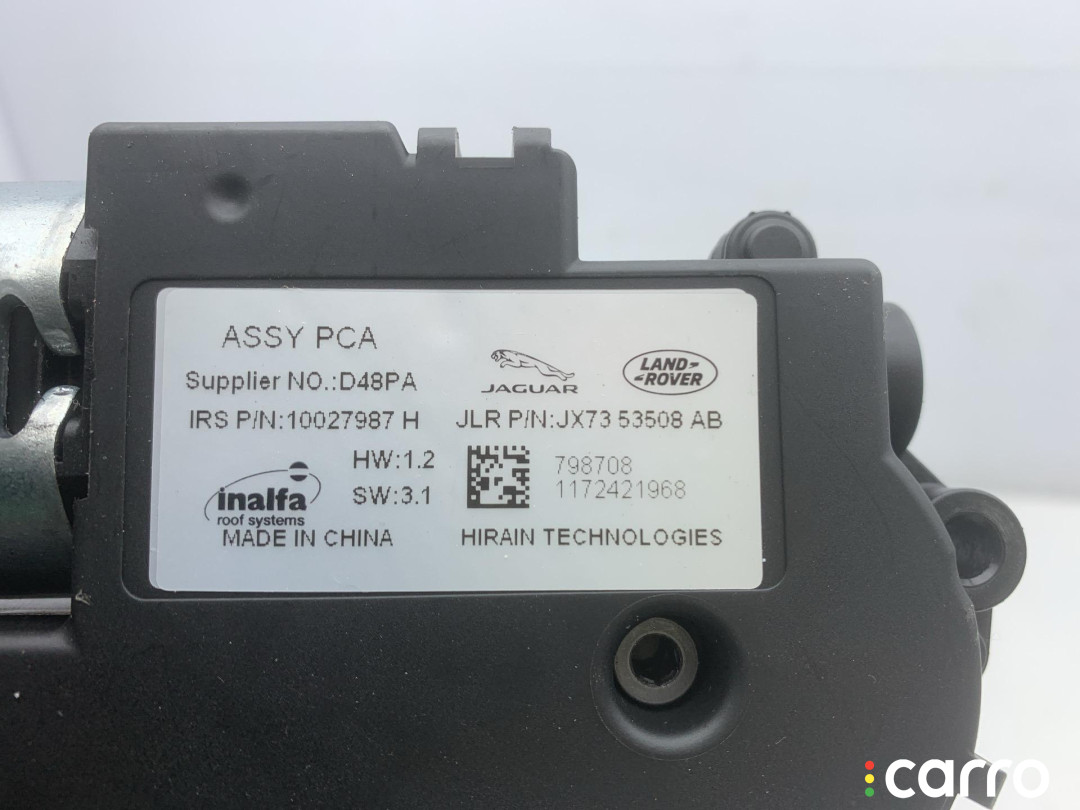 ASSY PCA
Supplier NO.:D48PA
JAGUAR
LAND
ROVER
IRS P/N:10027987 H
JLR P/N:JX73 53508 AB
HW:1.2
SW:3.1
798708
1172421968
inalfa
roof systems
MADE IN CHINA
HIRAIN TECHNOLOGIES
carro